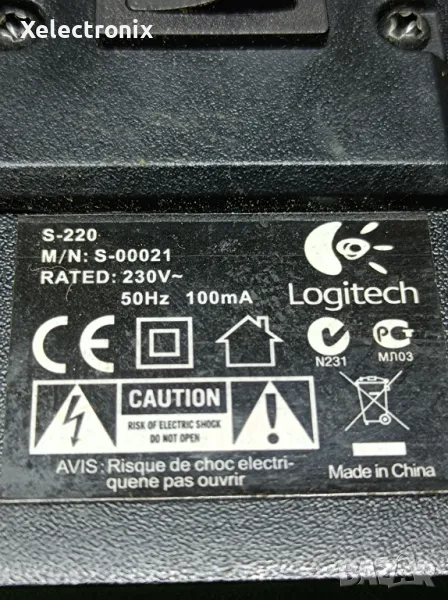 Xelectronix
S-220
M/N: S-00021
RATED: 230V~
50Hz 100mA
Logitech
N231
МЛ03
CAUTION
RISK OF ELECTRIC SHOCK
DO NOT OPEN
AVIS: Risque de choc electri-
quene pas ouvrir
Made in China
BAZAR